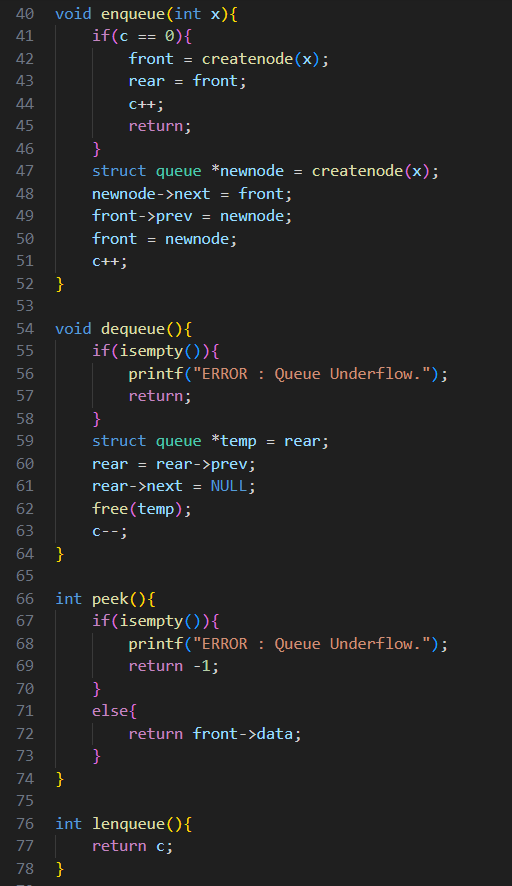 40 void enqueue(int x){
41     if(c == 0){
42         front = createnode(x);
43         rear = front;
44         c++;
45         return;
46     }
47     struct queue *newnode = createnode(x);
48     newnode->next = front;
49     front->prev = newnode;
50     front = newnode;
51     c++;
52 }
53
54 void dequeue(){
55     if(isempty()){
56         printf("ERROR : Queue Underflow.");
57         return;
58     }
59     struct queue *temp = rear;
60     rear = rear->prev;
61     rear->next = NULL;
62     free(temp);
63     c--;
64 }
65
66 int peek(){
67     if(isempty()){
68         printf("ERROR : Queue Underflow.");
69         return -1;
70     }
71     else{
72         return front->data;
73     }
74 }
75
76 int lenqueue(){
77     return c;
78 }